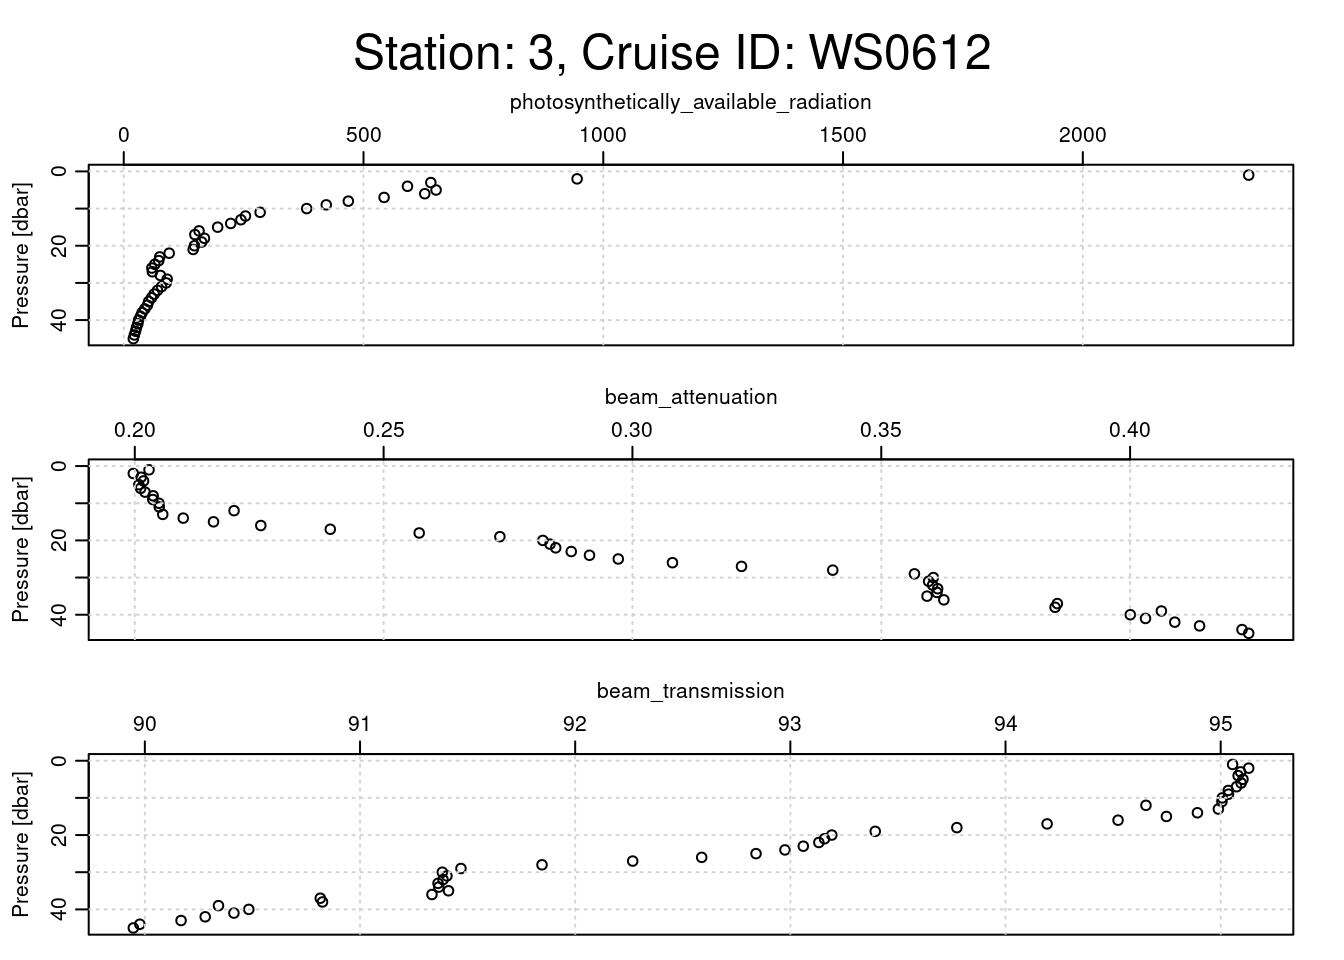 Station: 3, Cruise ID: WS0612
photosynthetically_available_radiation
0 500 1000 1500 2000
Pressure [dbar]
0
20
40
beam_attenuation
0.20 0.25 0.30 0.35 0.40
Pressure [dbar]
0
20
40
beam_transmission
90 91 92 93 94 95
Pressure [dbar]
0
20
40